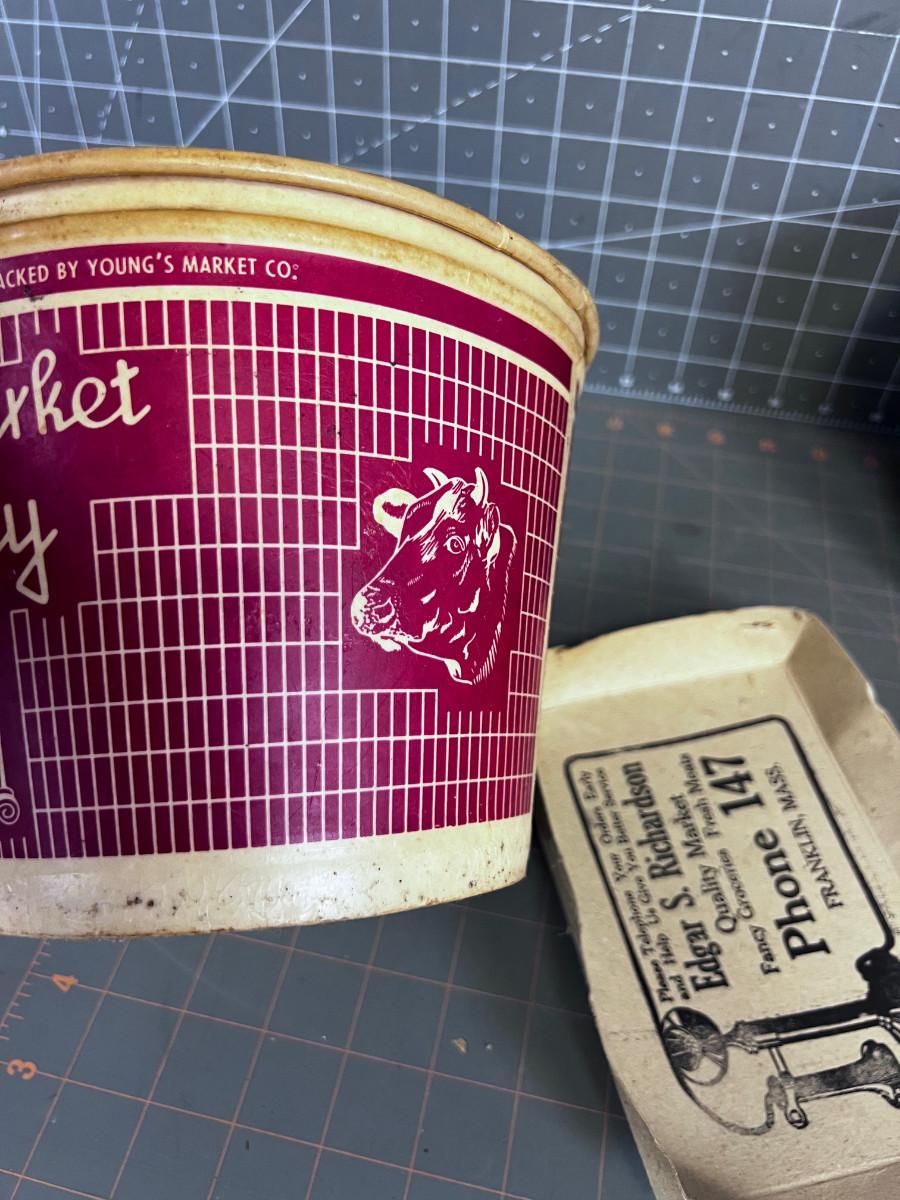 ACKED BY YOUNG'S MARKET CO.
rket
y
Please Telephone Your Orders Early
and Help Us Give You Better Service
Edgar S. Richardson
Quality Market
Fancy Groceries Fresh Meats
Phone 147
FRANKLIN, MASS.
4
3